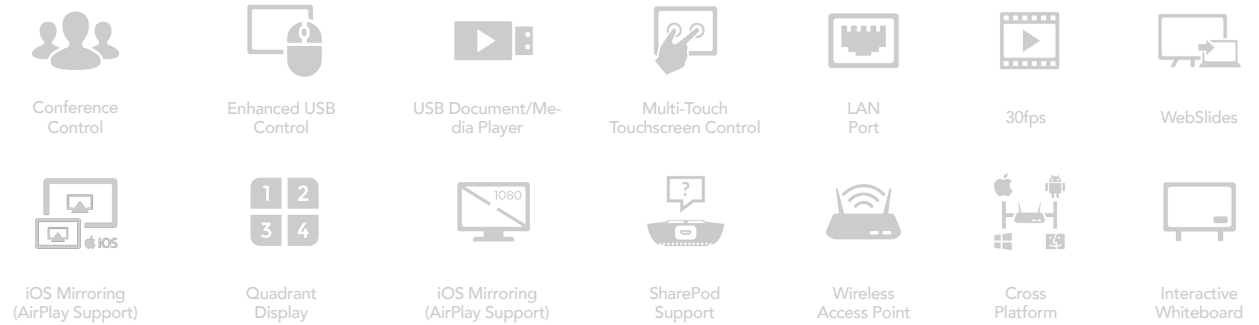 Conference
Control
Enhanced USB
Control
USB Document/Me-
dia Player
Multi-Touch
Touchscreen Control
LAN
Port
30fps
WebSlides
iOS
1 2
3 4
1080
?
iOS Mirroring
(AirPlay Support)
Quadrant
Display
iOS Mirroring
(AirPlay Support)
SharePod
Support
Wireless
Access Point
Cross
Platform
Interactive
Whiteboard